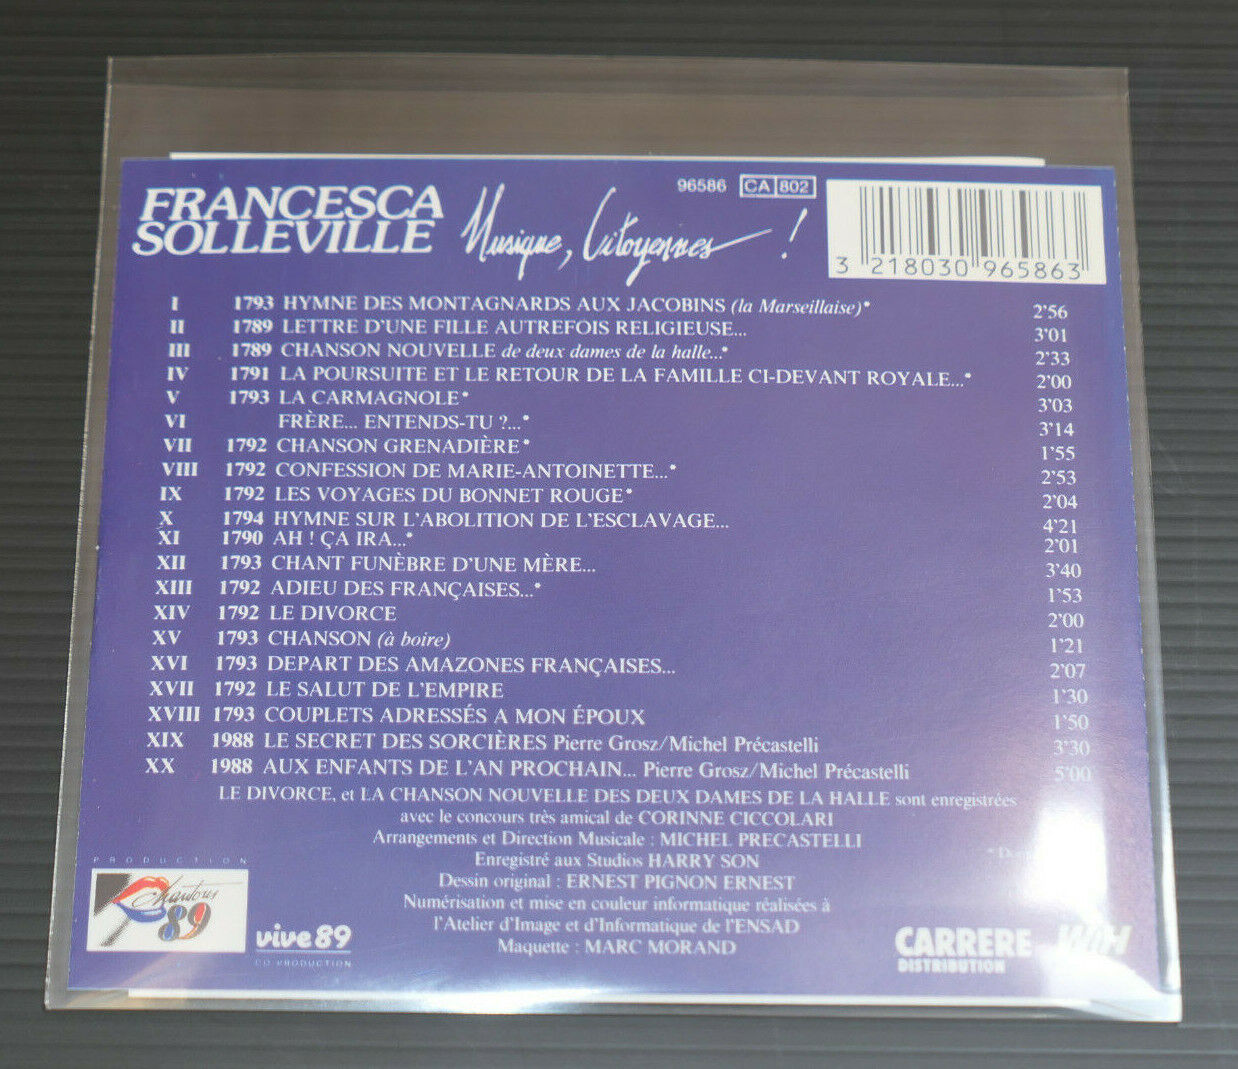 96586 CA 802
FRANCESCA
SOLLEVILLE
Musique, Citoyennes !
3 218030 965863
I 1793 HYMNE DES MONTAGNARDS AUX JACOBINS (la Marseillaise)* 2'56
II 1789 LETTRE D'UNE FILLE AUTREFOIS RELIGIEUSE... 3'01
III 1789 CHANSON NOUVELLE de deux dames de la halle...* 2'33
IV 1791 LA POURSUITE ET LE RETOUR DE LA FAMILLE CI-DEVANT ROYALE...* 2'00
V 1793 LA CARMAGNOLE* 3'03
VI FRÈRE... ENTENDS-TU ?...* 3'14
VII 1792 CHANSON GRENADIÈRE* 1'55
VIII 1792 CONFESSION DE MARIE-ANTOINETTE...* 2'53
IX 1792 LES VOYAGES DU BONNET ROUGE* 2'04
X 1794 HYMNE SUR L'ABOLITION DE L'ESCLAVAGE... 4'21
XI 1790 AH ! ÇA IRA...* 2'01
XII 1793 CHANT FUNÈBRE D'UNE MÈRE... 3'40
XIII 1792 ADIEU DES FRANÇAISES...* 1'53
XIV 1792 LE DIVORCE 2'00
XV 1793 CHANSON (à boire) 1'21
XVI 1793 DEPART DES AMAZONES FRANÇAISES... 2'07
XVII 1792 LE SALUT DE L'EMPIRE 1'30
XVIII 1793 COUPLETS ADRESSÉS A MON ÉPOUX 1'50
XIX 1988 LE SECRET DES SORCIÈRES Pierre Grosz/Michel Précastelli 3'30
XX 1988 AUX ENFANTS DE L'AN PROCHAIN... Pierre Grosz/Michel Précastelli 5'00
LE DIVORCE, et LA CHANSON NOUVELLE DES DEUX DAMES DE LA HALLE sont enregistrées
avec le concours très amical de CORINNE CICCOLARI
Arrangements et Direction Musicale : MICHEL PRECASTELLI
Enregistré aux Studios HARRY SON
Dessin original : ERNEST PIGNON ERNEST
Numérisation et mise en couleur informatique réalisées à
l'Atelier d'Image et d'Informatique de l'ENSAD
Maquette : MARC MORAND
PRODUCTION
Chantons
89
vive 89
CO PRODUCTION
CARRERE
DISTRIBUTION